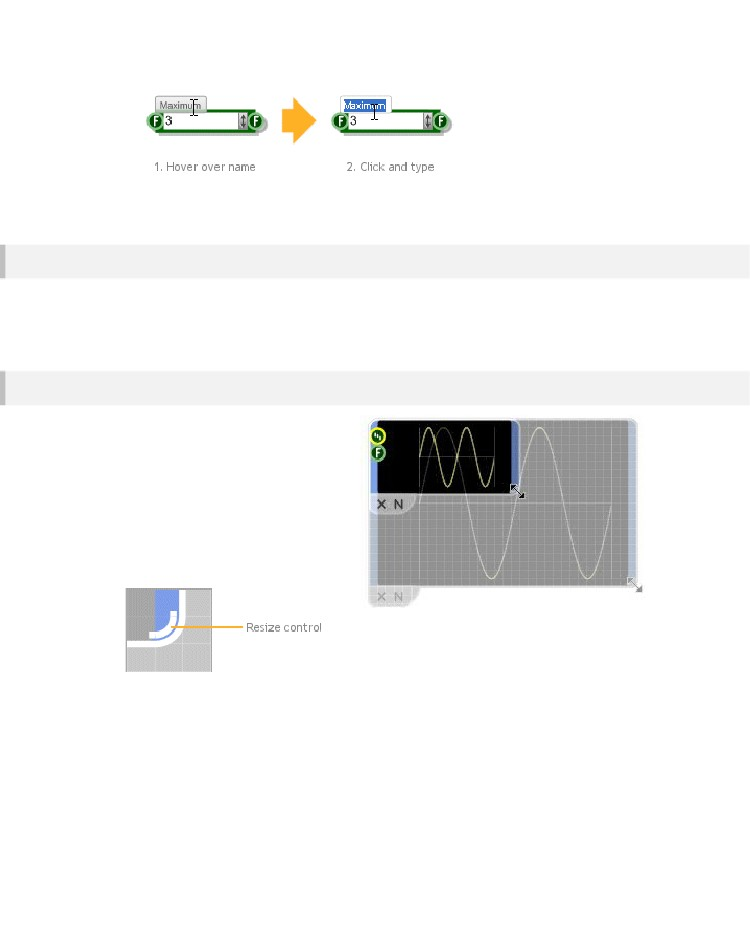 Maximum
F 3 F
Maximum
F 3 F
1. Hover over name
2. Click and type
F
X N
X N
Resize control